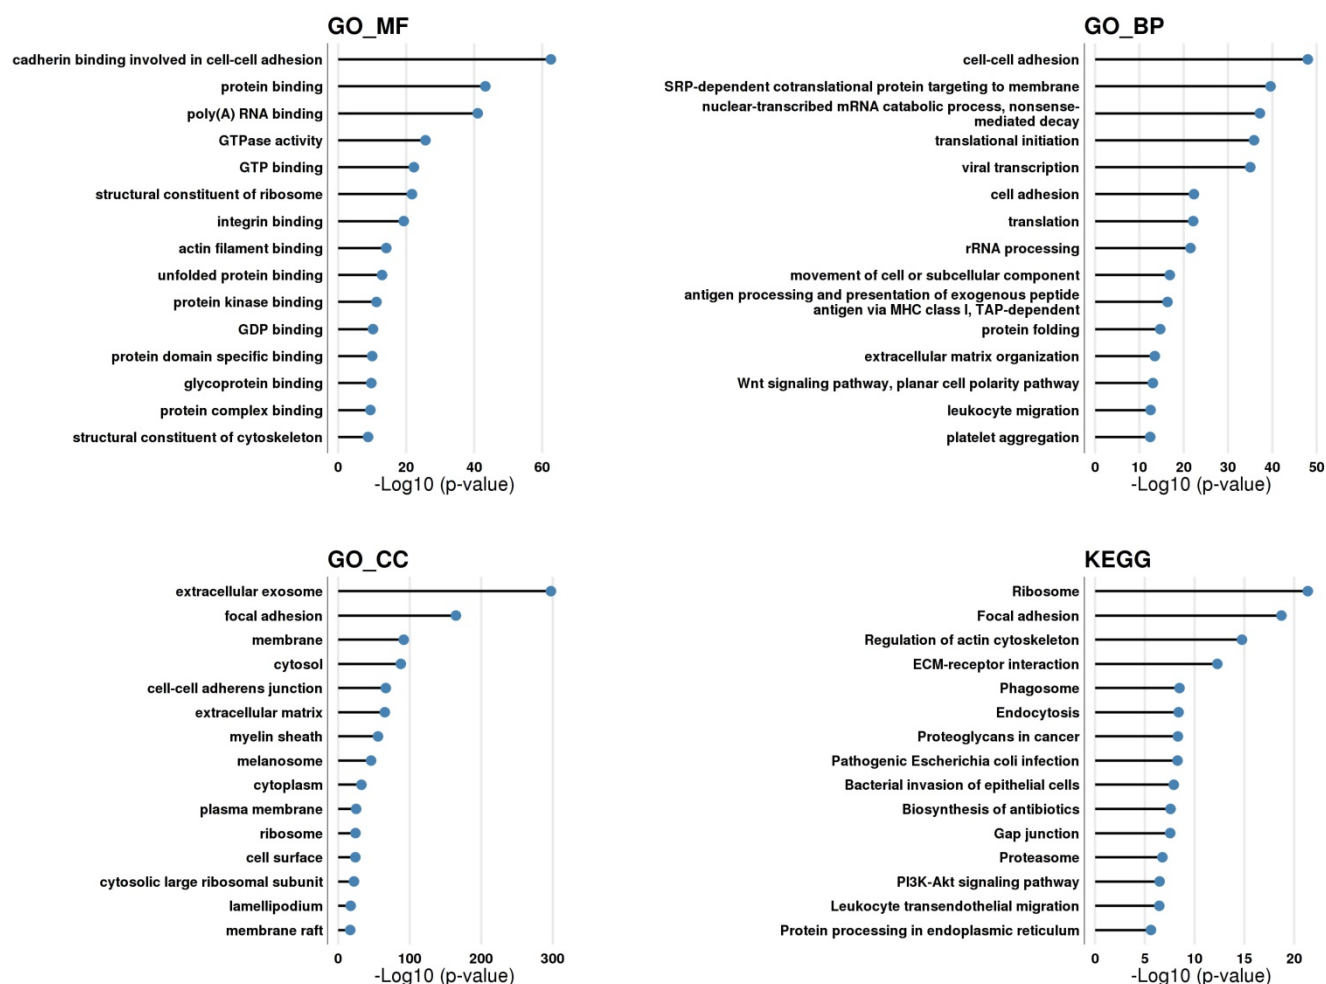 GO_MF
cadherin binding involved in cell-cell adhesion
protein binding
poly(A) RNA binding
GTPase activity
GTP binding
structural constituent of ribosome
integrin binding
actin filament binding
unfolded protein binding
protein kinase binding
GDP binding
protein domain specific binding
glycoprotein binding
protein complex binding
structural constituent of cytoskeleton
0 20 40 60
-Log10 (p-value)
GO_BP
cell-cell adhesion
SRP-dependent cotranslational protein targeting to membrane
nuclear-transcribed mRNA catabolic process, nonsense-
mediated decay
translational initiation
viral transcription
cell adhesion
translation
rRNA processing
movement of cell or subcellular component
antigen processing and presentation of exogenous peptide
antigen via MHC class I, TAP-dependent
protein folding
extracellular matrix organization
Wnt signaling pathway, planar cell polarity pathway
leukocyte migration
platelet aggregation
0 10 20 30 40 50
-Log10 (p-value)
GO_CC
extracellular exosome
focal adhesion
membrane
cytosol
cell-cell adherens junction
extracellular matrix
myelin sheath
melanosome
cytoplasm
plasma membrane
ribosome
cell surface
cytosolic large ribosomal subunit
lamellipodium
membrane raft
0 100 200 300
-Log10 (p-value)
KEGG
Ribosome
Focal adhesion
Regulation of actin cytoskeleton
ECM-receptor interaction
Phagosome
Endocytosis
Proteoglycans in cancer
Pathogenic Escherichia coli infection
Bacterial invasion of epithelial cells
Biosynthesis of antibiotics
Gap junction
Proteasome
PI3K-Akt signaling pathway
Leukocyte transendothelial migration
Protein processing in endoplasmic reticulum
0 5 10 15 20
-Log10 (p-value)